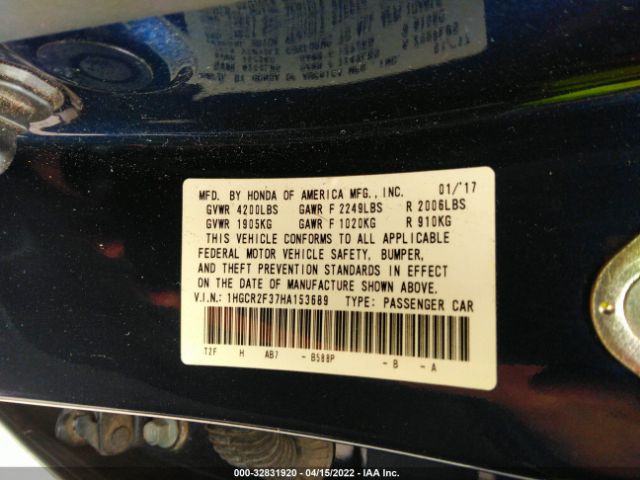 MFD. BY HONDA OF AMERICA MFG., INC. 01/'17
GVWR 4200LBS GAWR F 2249LBS R 2006LBS
GVWR 1905KG GAWR F 1020KG R 910KG
THIS VEHICLE CONFORMS TO ALL APPLICABLE
FEDERAL MOTOR VEHICLE SAFETY, BUMPER,
AND THEFT PREVENTION STANDARDS IN EFFECT
ON THE DATE OF MANUFACTURE SHOWN ABOVE.
V.I.N.: 1HGCR2F37HA153689 TYPE: PASSENGER CAR
T2F H AB7 - B588P - B - A
000-32831920 - 04/15/2022 - IAA Inc.